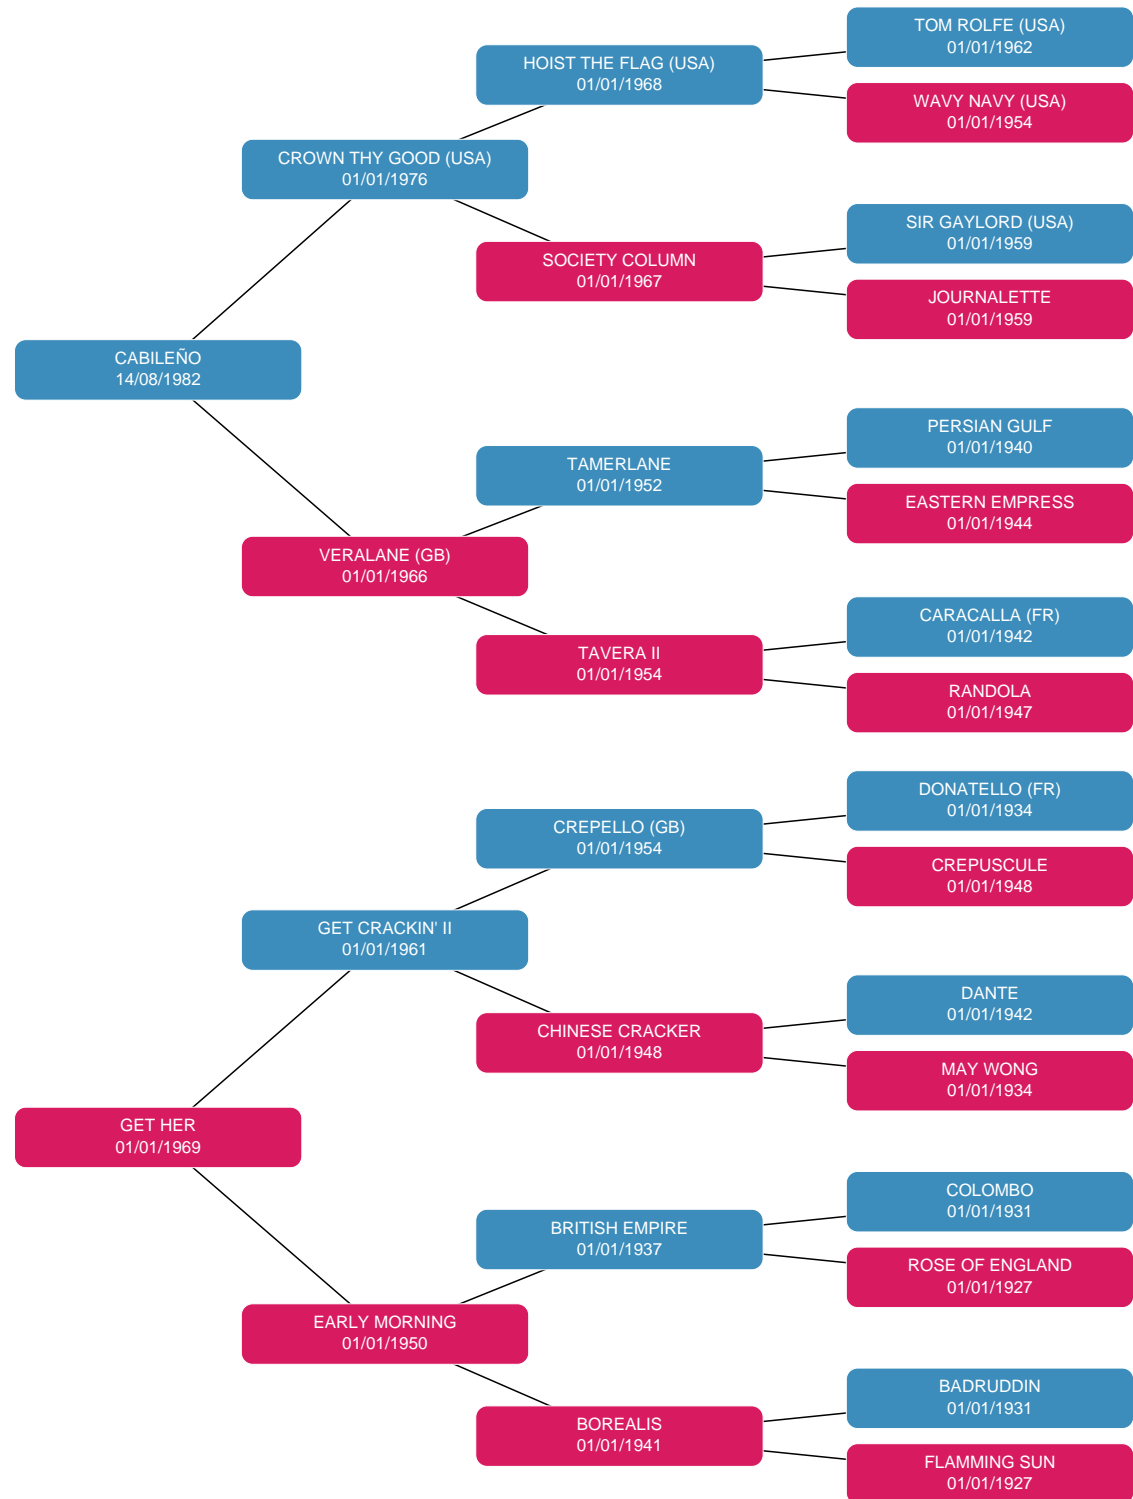 TOM ROLFE (USA)
01/01/1962
HOIST THE FLAG (USA)
01/01/1968
WAVY NAVY (USA)
01/01/1954
CROWN THY GOOD (USA)
01/01/1976
SIR GAYLORD (USA)
01/01/1959
SOCIETY COLUMN
01/01/1967
JOURNALETTE
01/01/1959
CABILEÑO
14/08/1982
PERSIAN GULF
01/01/1940
TAMERLANE
01/01/1952
EASTERN EMPRESS
01/01/1944
VERALANE (GB)
01/01/1966
CARACALLA (FR)
01/01/1942
TAVERA II
01/01/1954
RANDOLA
01/01/1947
DONATELLO (FR)
01/01/1934
CREPELLO (GB)
01/01/1954
CREPUSCULE
01/01/1948
GET CRACKIN' II
01/01/1961
DANTE
01/01/1942
CHINESE CRACKER
01/01/1948
MAY WONG
01/01/1934
GET HER
01/01/1969
COLOMBO
01/01/1931
BRITISH EMPIRE
01/01/1937
ROSE OF ENGLAND
01/01/1927
EARLY MORNING
01/01/1950
BADRUDDIN
01/01/1931
BOREALIS
01/01/1941
FLAMMING SUN
01/01/1927